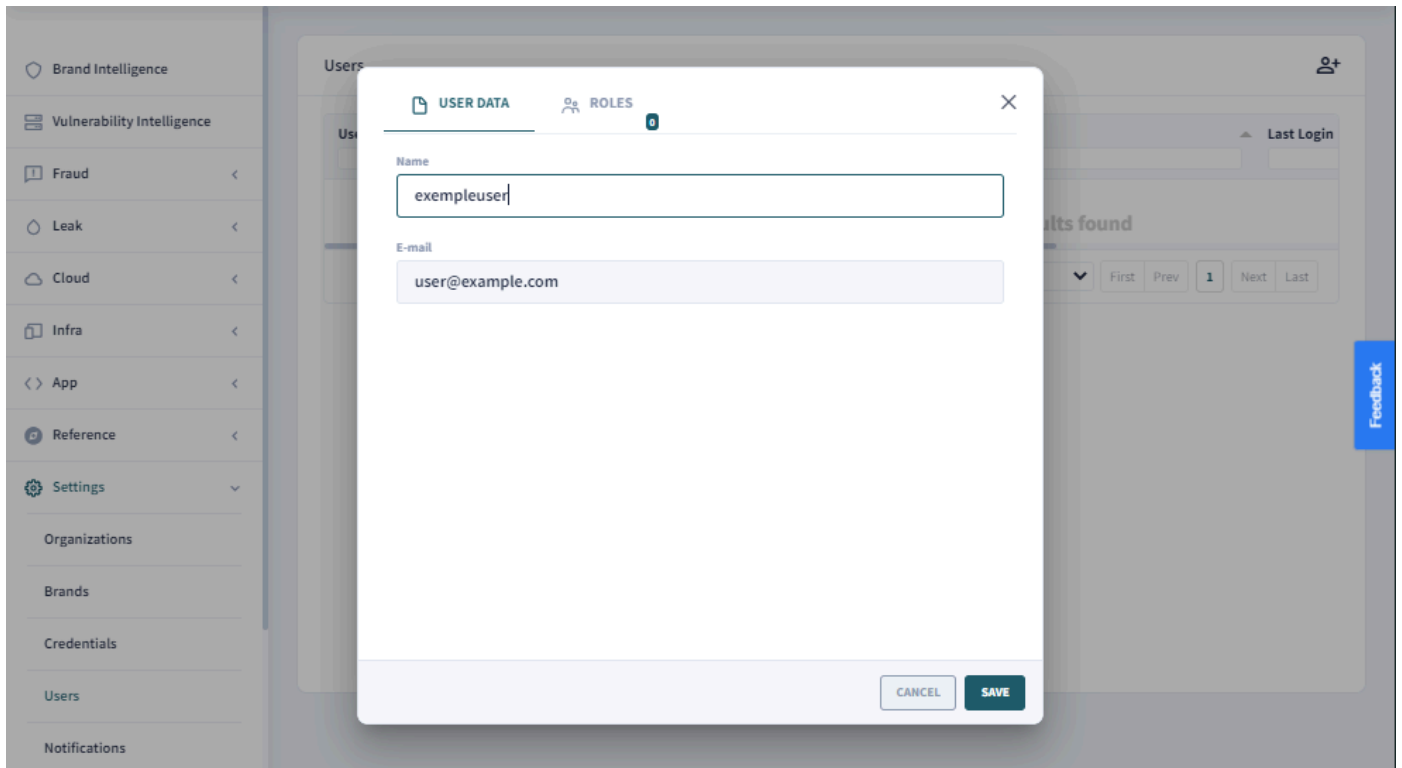 Brand Intelligence
Vulnerability Intelligence
Fraud
Leak
Cloud
Infra
App
Reference
Settings
Organizations
Brands
Credentials
Users
Notifications
Users
Last Login
First Prev 1 Next Last
USER DATA
ROLES
0
Name
exempleuser
E-mail
user@example.com
CANCEL
SAVE
Feedback